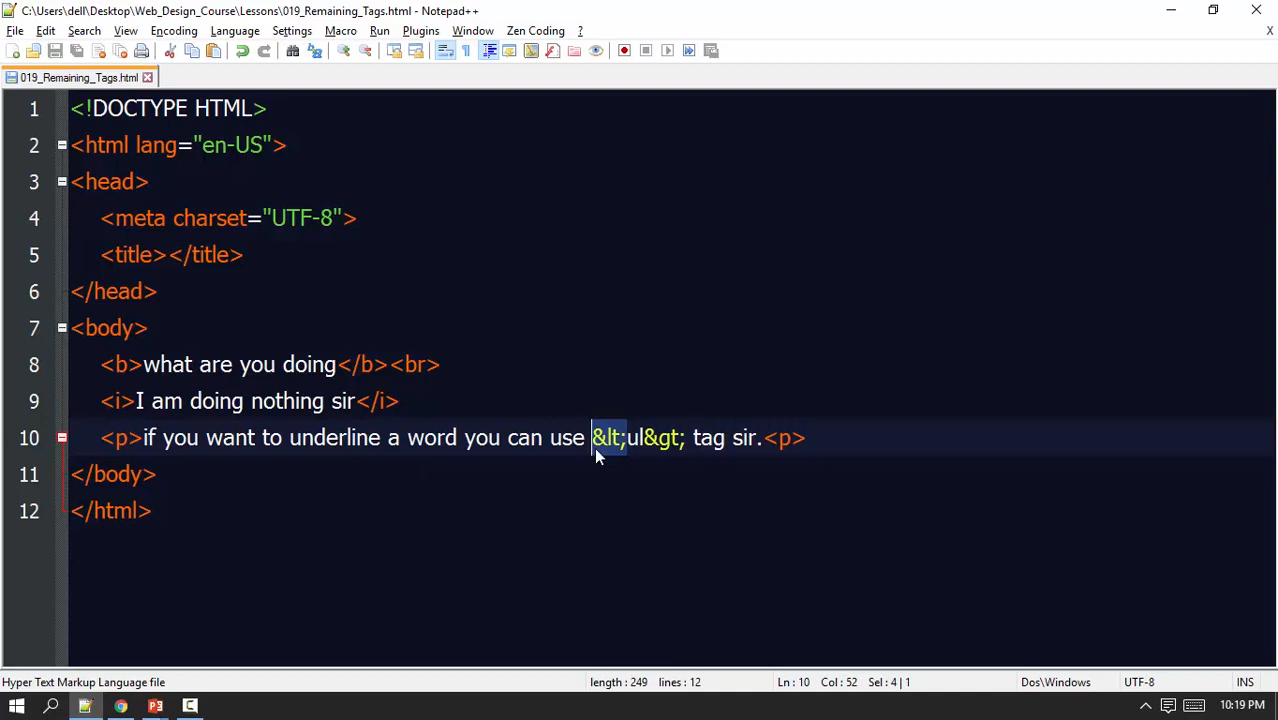 C:\Users\dell\Desktop\Web_Design_Course\Lessons\019_Remaining_Tags.html - Notepad++
File Edit Search View Encoding Language Settings Macro Run Plugins Window Zen Coding ? X
019_Remaining_Tags.html
1 <!DOCTYPE HTML>
2 <html lang="en-US">
3 <head>
4 <meta charset="UTF-8">
5 <title></title>
6 </head>
7 <body>
8 <b>what are you doing</b><br>
9 <i>I am doing nothing sir</i>
10 <p>if you want to underline a word you can use &lt;ul&gt; tag sir.<p>
11 </body>
12 </html>
Hyper Text Markup Language file length : 249 lines : 12 Ln : 10 Col : 52 Sel : 4 | 1 Dos\Windows UTF-8 INS
10:19 PM